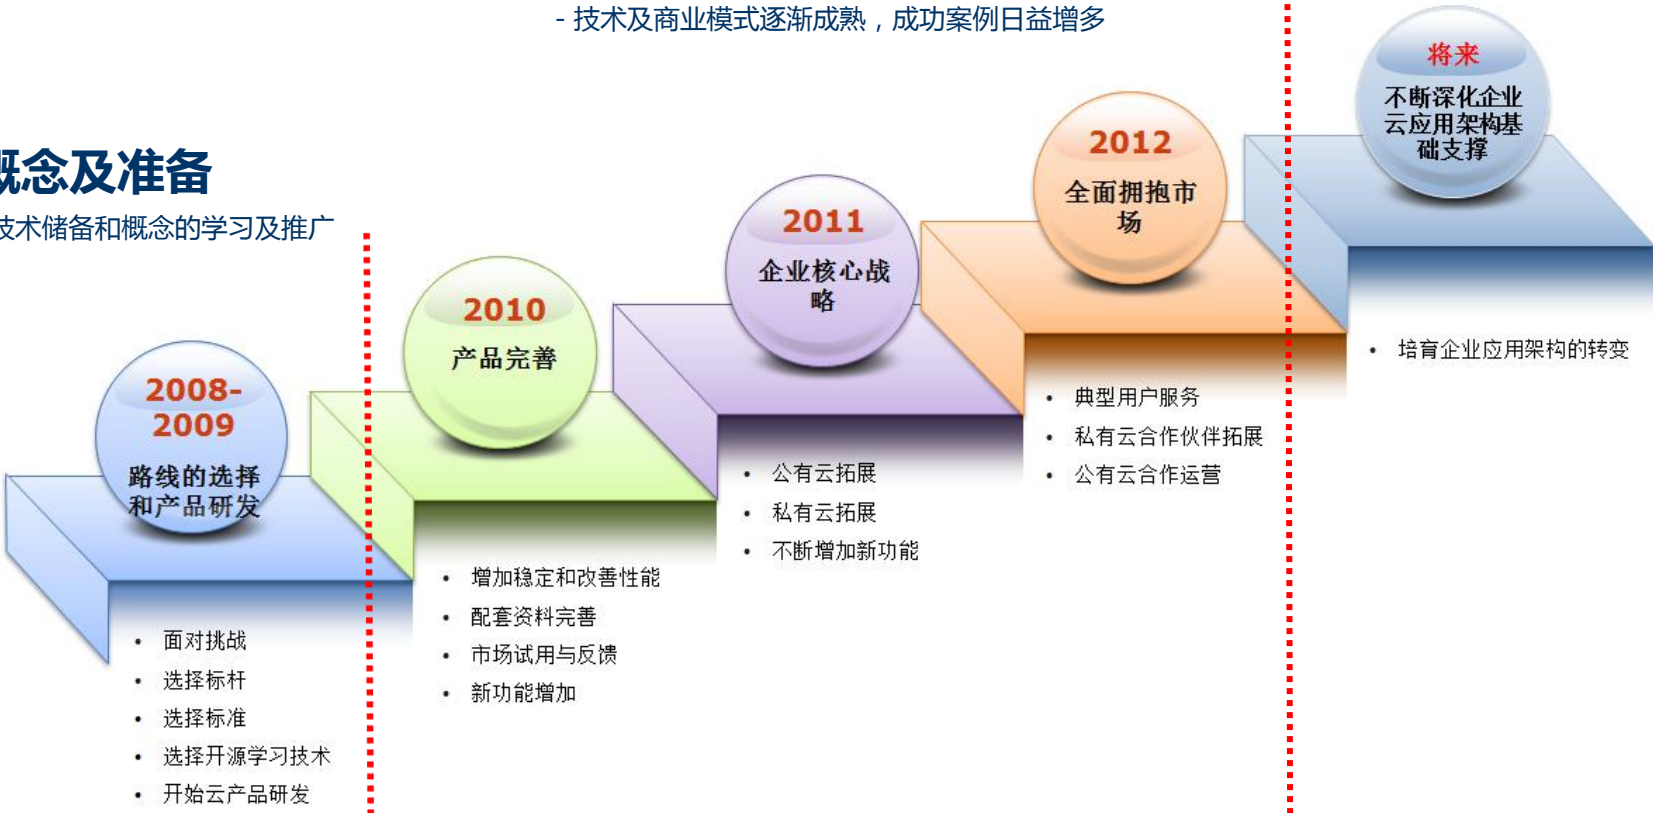 - 技术及商业模式逐渐成熟，成功案例日益增多
概念及准备
技术储备和概念的学习及推广
2008-
2009
路线的选择
和产品研发
• 面对挑战
• 选择标杆
• 选择标准
• 选择开源学习技术
• 开始云产品研发
2010
产品完善
• 增加稳定和改善性能
• 配套资料完善
• 市场试用与反馈
• 新功能增加
2011
企业核心战
略
• 公有云拓展
• 私有云拓展
• 不断增加新功能
2012
全面拥抱市
场
• 典型用户服务
• 私有云合作伙伴拓展
• 公有云合作运营
将来
不断深化企业
云应用架构基
础支撑
• 培育企业应用架构的转变